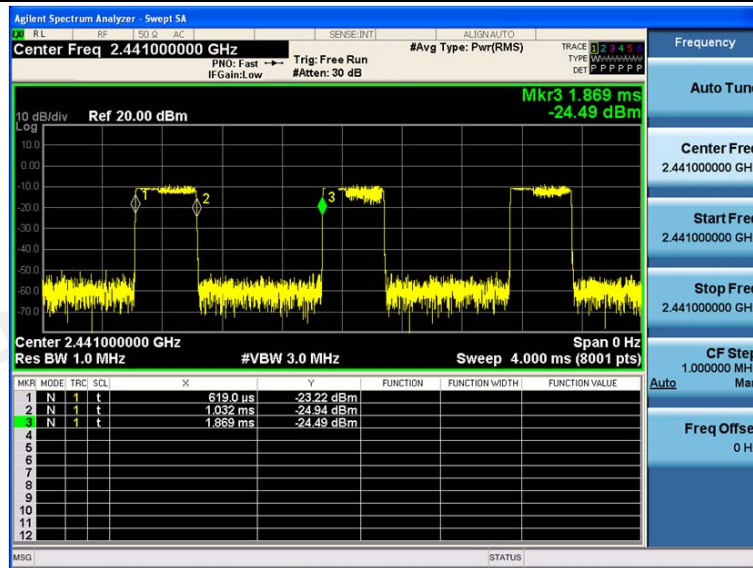 Agilent Spectrum Analyzer - Swept SA
LXI RL RF 50 Ω AC SENSE:INT ALIGNAUTO
Center Freq 2.441000000 GHz
#Avg Type: Pwr(RMS)
TRACE 1 2 3 4 5 6
PNO: Fast Trig: Free Run
TYPE W
IFGain:Low #Atten: 30 dB
DET P P P P P P
Mkr3 1.869 ms
-24.49 dBm
10 dB/div Ref 20.00 dBm
Log
10.0
0.00
-10.0
-20.0
-30.0
-40.0
-50.0
-60.0
-70.0
1
2
3
Center 2.441000000 GHz Span 0 Hz
Res BW 1.0 MHz #VBW 3.0 MHz Sweep 4.000 ms (8001 pts)
MKR MODE TRC SCL X Y FUNCTION FUNCTION WIDTH FUNCTION VALUE
1 N 1 t 619.0 us -23.22 dBm
2 N 1 t 1.032 ms -24.94 dBm
3 N 1 t 1.869 ms -24.49 dBm
4
5
6
7
8
9
10
11
12
MSG STATUS
Frequency
Auto Tun
Center Fre
2.441000000 GH
Start Fre
2.441000000 GH
Stop Fre
2.441000000 GH
CF Step
1.000000 MH
Auto Ma
Freq Offse
0 H